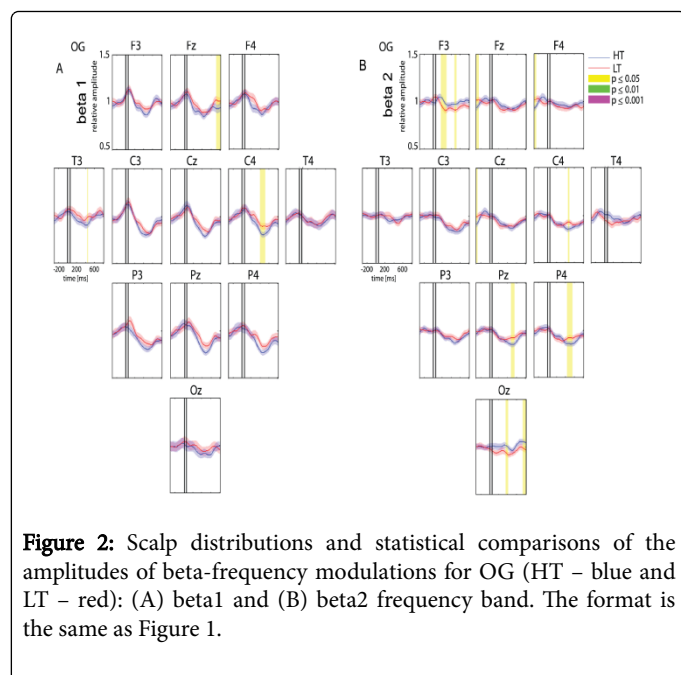 OG F3 Fz F4
A
1.5
1
0.5
beta 1
relative amplitude
T3 C3 Cz C4 T4
-200 200 600
time [ms]
P3 Pz P4
Oz
OG F3 Fz F4
B
1.5
1
0.5
beta 2
relative amplitude
HT
LT
p ≤ 0.05
p ≤ 0.01
p ≤ 0.001
T3 C3 Cz C4 T4
-200 200 600
time [ms]
P3 Pz P4
Oz
Figure 2: Scalp distributions and statistical comparisons of the
amplitudes of beta-frequency modulations for OG (HT – blue and
LT – red): (A) beta1 and (B) beta2 frequency band. The format is
the same as Figure 1.